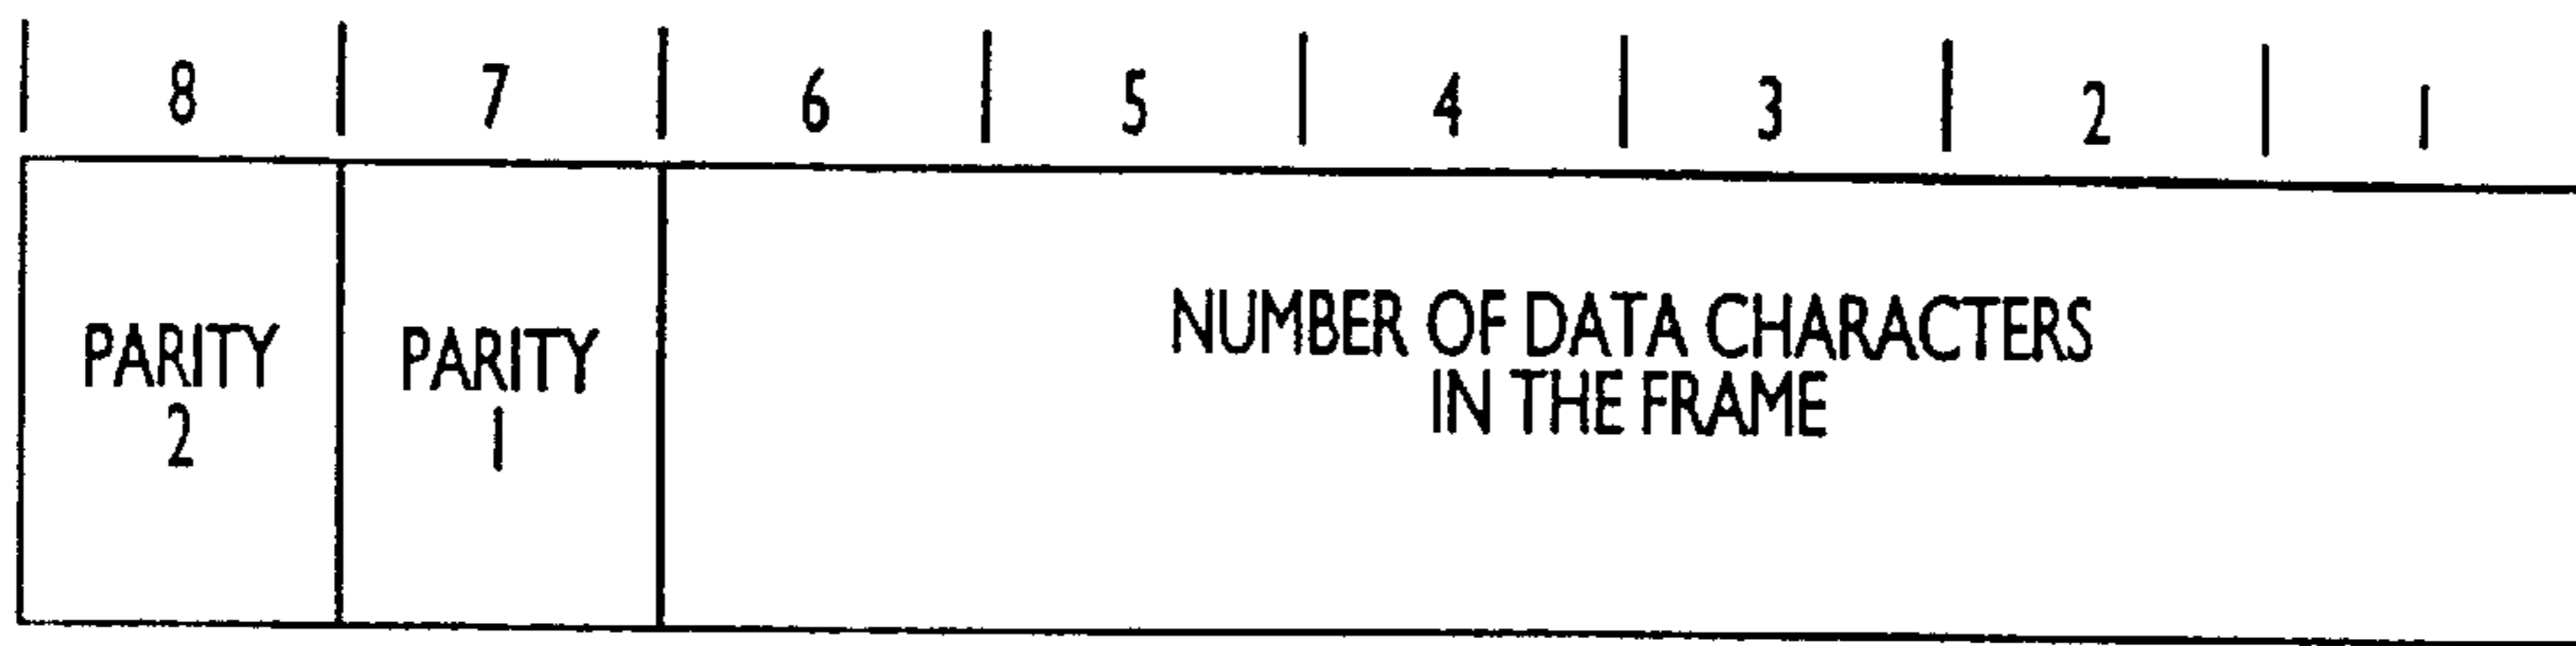 8 7 6 5 4 3 2 1
NUMBER OF DATA CHARACTERS
IN THE FRAME
PARITY
2
PARITY
1